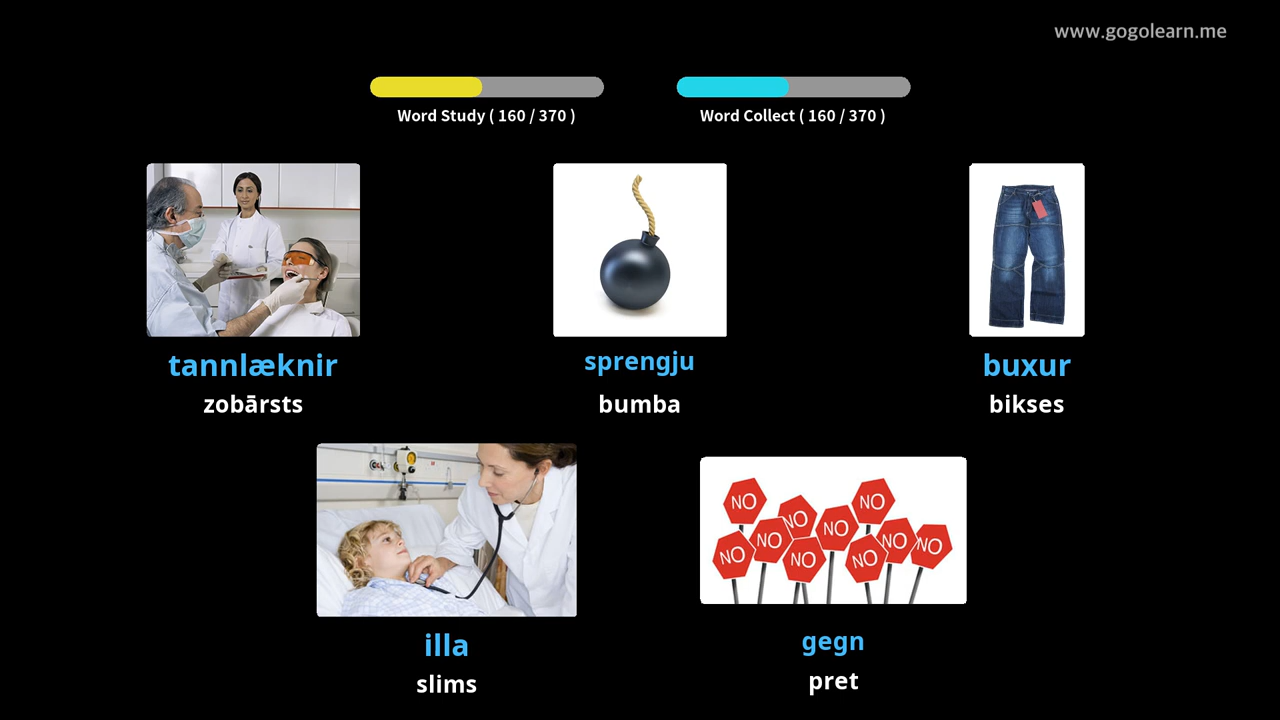 www.gogolearn.me
Word Study ( 160 / 370 )
Word Collect ( 160 / 370 )
tannlæknir
zobārsts
sprengju
bumba
buxur
bikses
illa
slims
NO
NO
NO
NO
NO
NO
NO
NO
NO
NO
gegn
pret